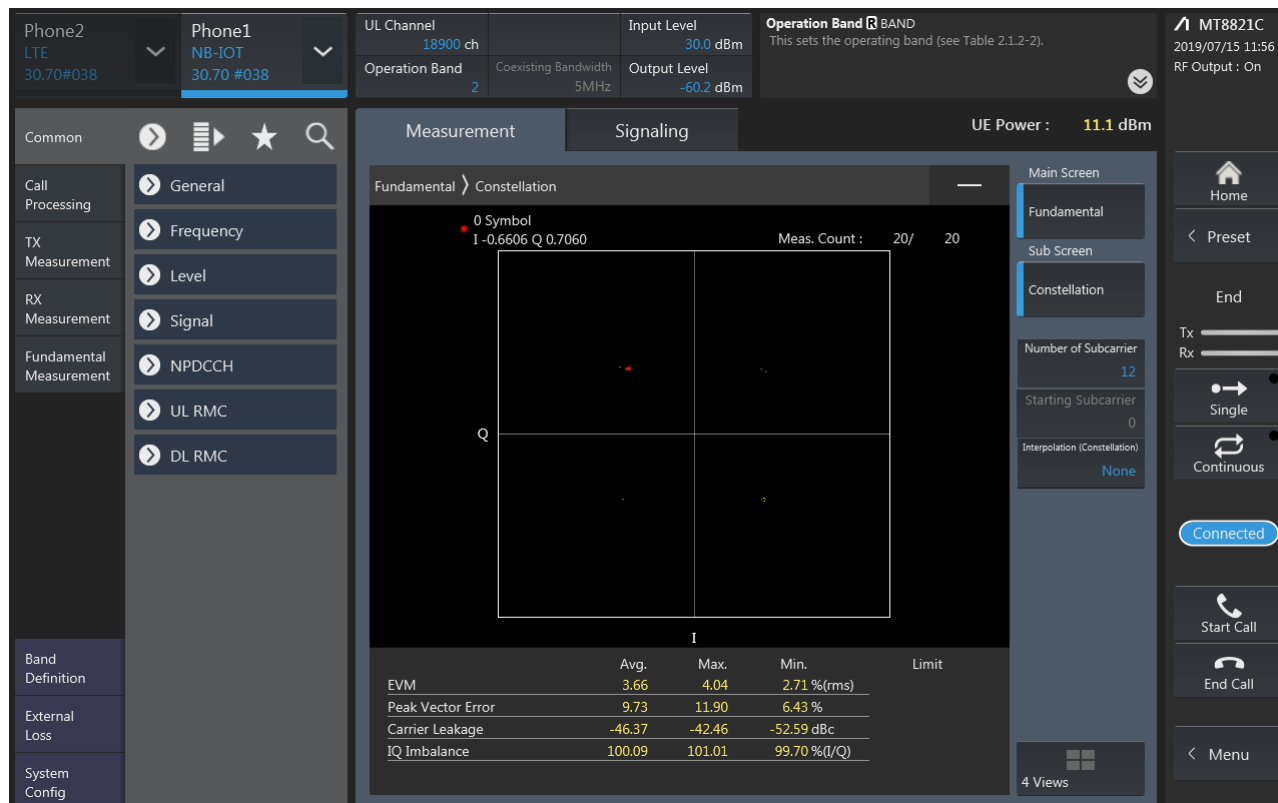 Phone2
LTE
30.70#038
Phone1
NB-IOT
30.70 #038
UL Channel
18900 ch
Operation Band
2
Coexisting Bandwidth
5MHz
Input Level
30.0 dBm
Output Level
-60.2 dBm
Operation Band R BAND
This sets the operating band (see Table 2.1.2-2).
MT8821C
2019/07/15 11:56
RF Output : On
Common
Call
Processing
TX
Measurement
RX
Measurement
Fundamental
Measurement
Band
Definition
External
Loss
System
Config
General
Frequency
Level
Signal
NPDCCH
UL RMC
DL RMC
Measurement
Signaling
UE Power : 11.1 dBm
Fundamental 〉 Constellation
0 Symbol
I -0.6606 Q 0.7060
Meas. Count : 20/ 20
Q
I
Avg. Max. Min. Limit
EVM 3.66 4.04 2.71 %(rms)
Peak Vector Error 9.73 11.90 6.43 %
Carrier Leakage -46.37 -42.46 -52.59 dBc
IQ Imbalance 100.09 101.01 99.70 %(I/Q)
Main Screen
Fundamental
Sub Screen
Constellation
Number of Subcarrier
12
Starting Subcarrier
0
Interpolation (Constellation)
None
4 Views
Home
< Preset
End
Tx
Rx
Single
Continuous
Connected
Start Call
End Call
< Menu